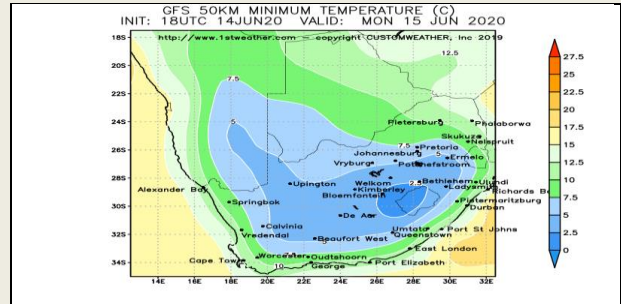 GFS 50KM MINIMUM TEMPERATURE (C)
INIT: 18UTC 14JUN20 VALID: MON 15 JUN 2020
http://www.1stweather.com – copyright CUSTOMWEATHER, Inc 2019
18S
20S
22S
24S
26S
28S
30S
32S
34S
12.5
7.5
5
Pietersburg
Phalaborwa
Skukuza
Nelspruit
7.5
Pretoria
Johannesburg
5
Ermelo
Vryburg
Potchefstroom
Alexander Bay
Upington
Welkom
2.5
Bethlehem
Ulundi
Kimberley
Ladysmith
Bloemfontein
Richards Ba
Springbok
Pietermaritzburg
Durban
De Aar
Calvinia
Umtata
Port St Johns
Vredendal
Queenstown
Beaufort West
5
East London
Cape Town
Worcester
7.5
Oudtshoorn
10
George
Port Elizabeth
14E
16E
18E
20E
22E
24E
26E
28E
30E
32E
27.5
25
22.5
20
17.5
15
12.5
10
7.5
5
2.5
0